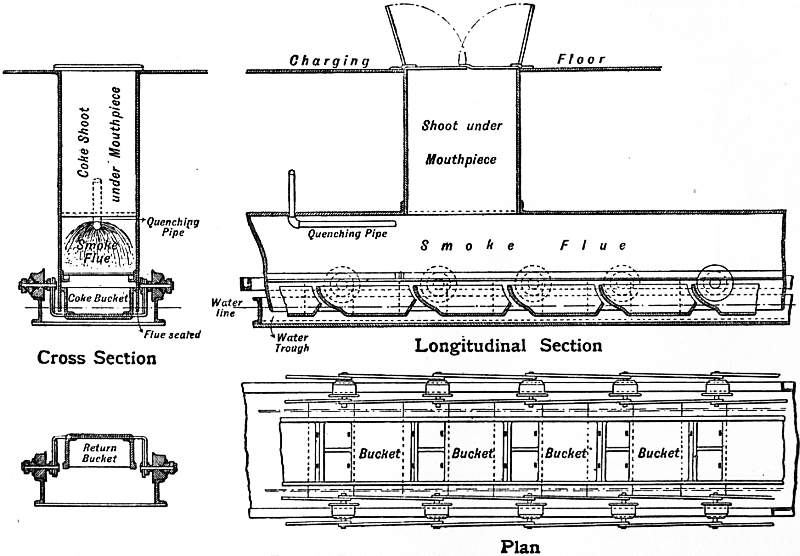 Charging Floor
Coke Shoot
under Mouthpiece
Shoot under
Mouthpiece
Quenching
Pipe
Smoke
Flue
Coke Bucket
Flue sealed
Cross Section
Quenching Pipe
Smoke Flue
Water
line
Water
Trough
Longitudinal Section
Return
Bucket
Bucket
Bucket
Bucket
Bucket
Plan